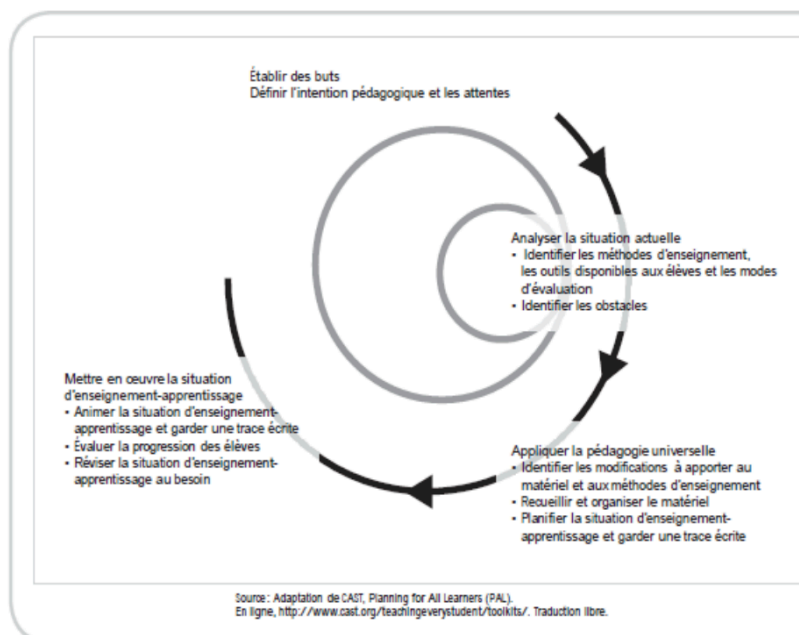 Établir des buts
Définir l'intention pédagogique et les attentes
Analyser la situation actuelle
• Identifier les méthodes d'enseignement,
les outils disponibles aux élèves et les modes
d'évaluation
• Identifier les obstacles
Appliquer la pédagogie universelle
• Identifier les modifications à apporter au
matériel et aux méthodes d'enseignement
• Recueillir et organiser le matériel
• Planifier la situation d'enseignement-
apprentissage et garder une trace écrite
Mettre en œuvre la situation
d'enseignement-apprentissage
• Animer la situation d'enseignement-
apprentissage et garder une trace écrite
• Évaluer la progression des élèves
• Réviser la situation d'enseignement-
apprentissage au besoin
Source : Adaptation de CAST, Planning for All Learners (PAL).
En ligne, http://www.cast.org/teachingeverystudent/toolkits/. Traduction libre.